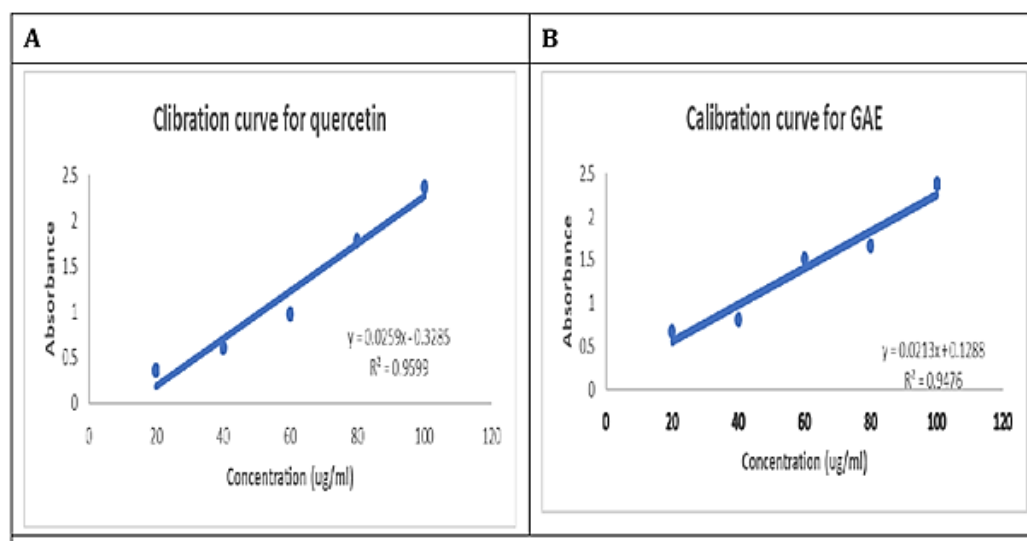 A
B
Clibration curve for quercetin
2.5
2
1.5
1
0.5
0
0 20 40 60 80 100 120
Absorbance
Concentration (ug/ml)
y = 0.0259x - 0.3285
R² = 0.9599
Calibration curve for GAE
2.5
2
1.5
1
0.5
0
0 20 40 60 80 100 120
Absorbance
Concentration (ug/ml)
y = 0.0213x + 0.1288
R² = 0.9476